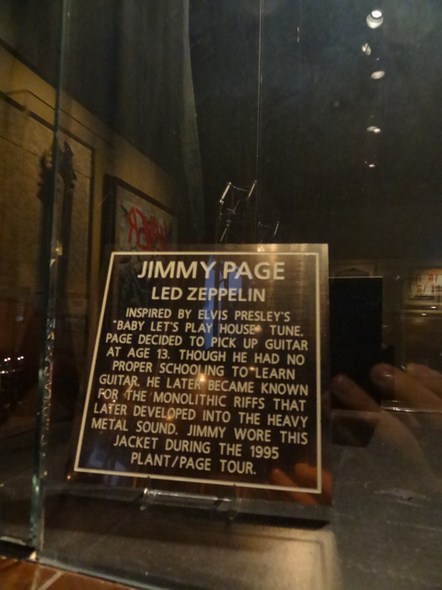 JIMMY PAGE
LED ZEPPELIN
INSPIRED BY ELVIS PRESLEY'S
"BABY LET'S PLAY HOUSE" TUNE.
PAGE DECIDED TO PICK UP GUITAR
AT AGE 13. THOUGH HE HAD NO
PROPER SCHOOLING TO LEARN
GUITAR, HE LATER BECAME KNOWN
FOR THE MONOLITHIC RIFFS THAT
LATER DEVELOPED INTO THE HEAVY
METAL SOUND. JIMMY WORE THIS
JACKET DURING THE 1995
PLANT/PAGE TOUR.